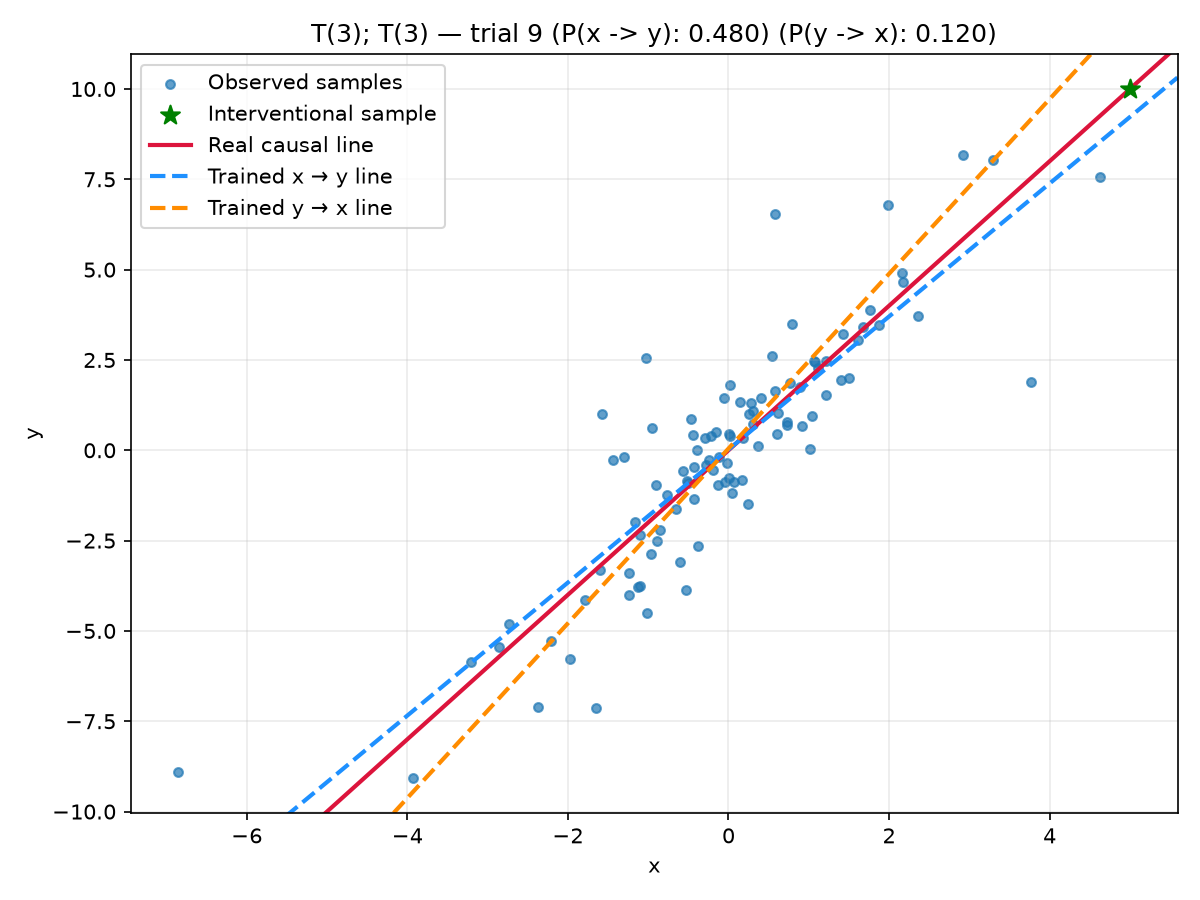 T(3); T(3) — trial 9 (P(x -> y): 0.480) (P(y -> x): 0.120)
Observed samples
Interventional sample
Real causal line
Trained x → y line
Trained y → x line
10.0
7.5
5.0
2.5
0.0
−2.5
−5.0
−7.5
−10.0
y
−6
−4
−2
0
2
4
x